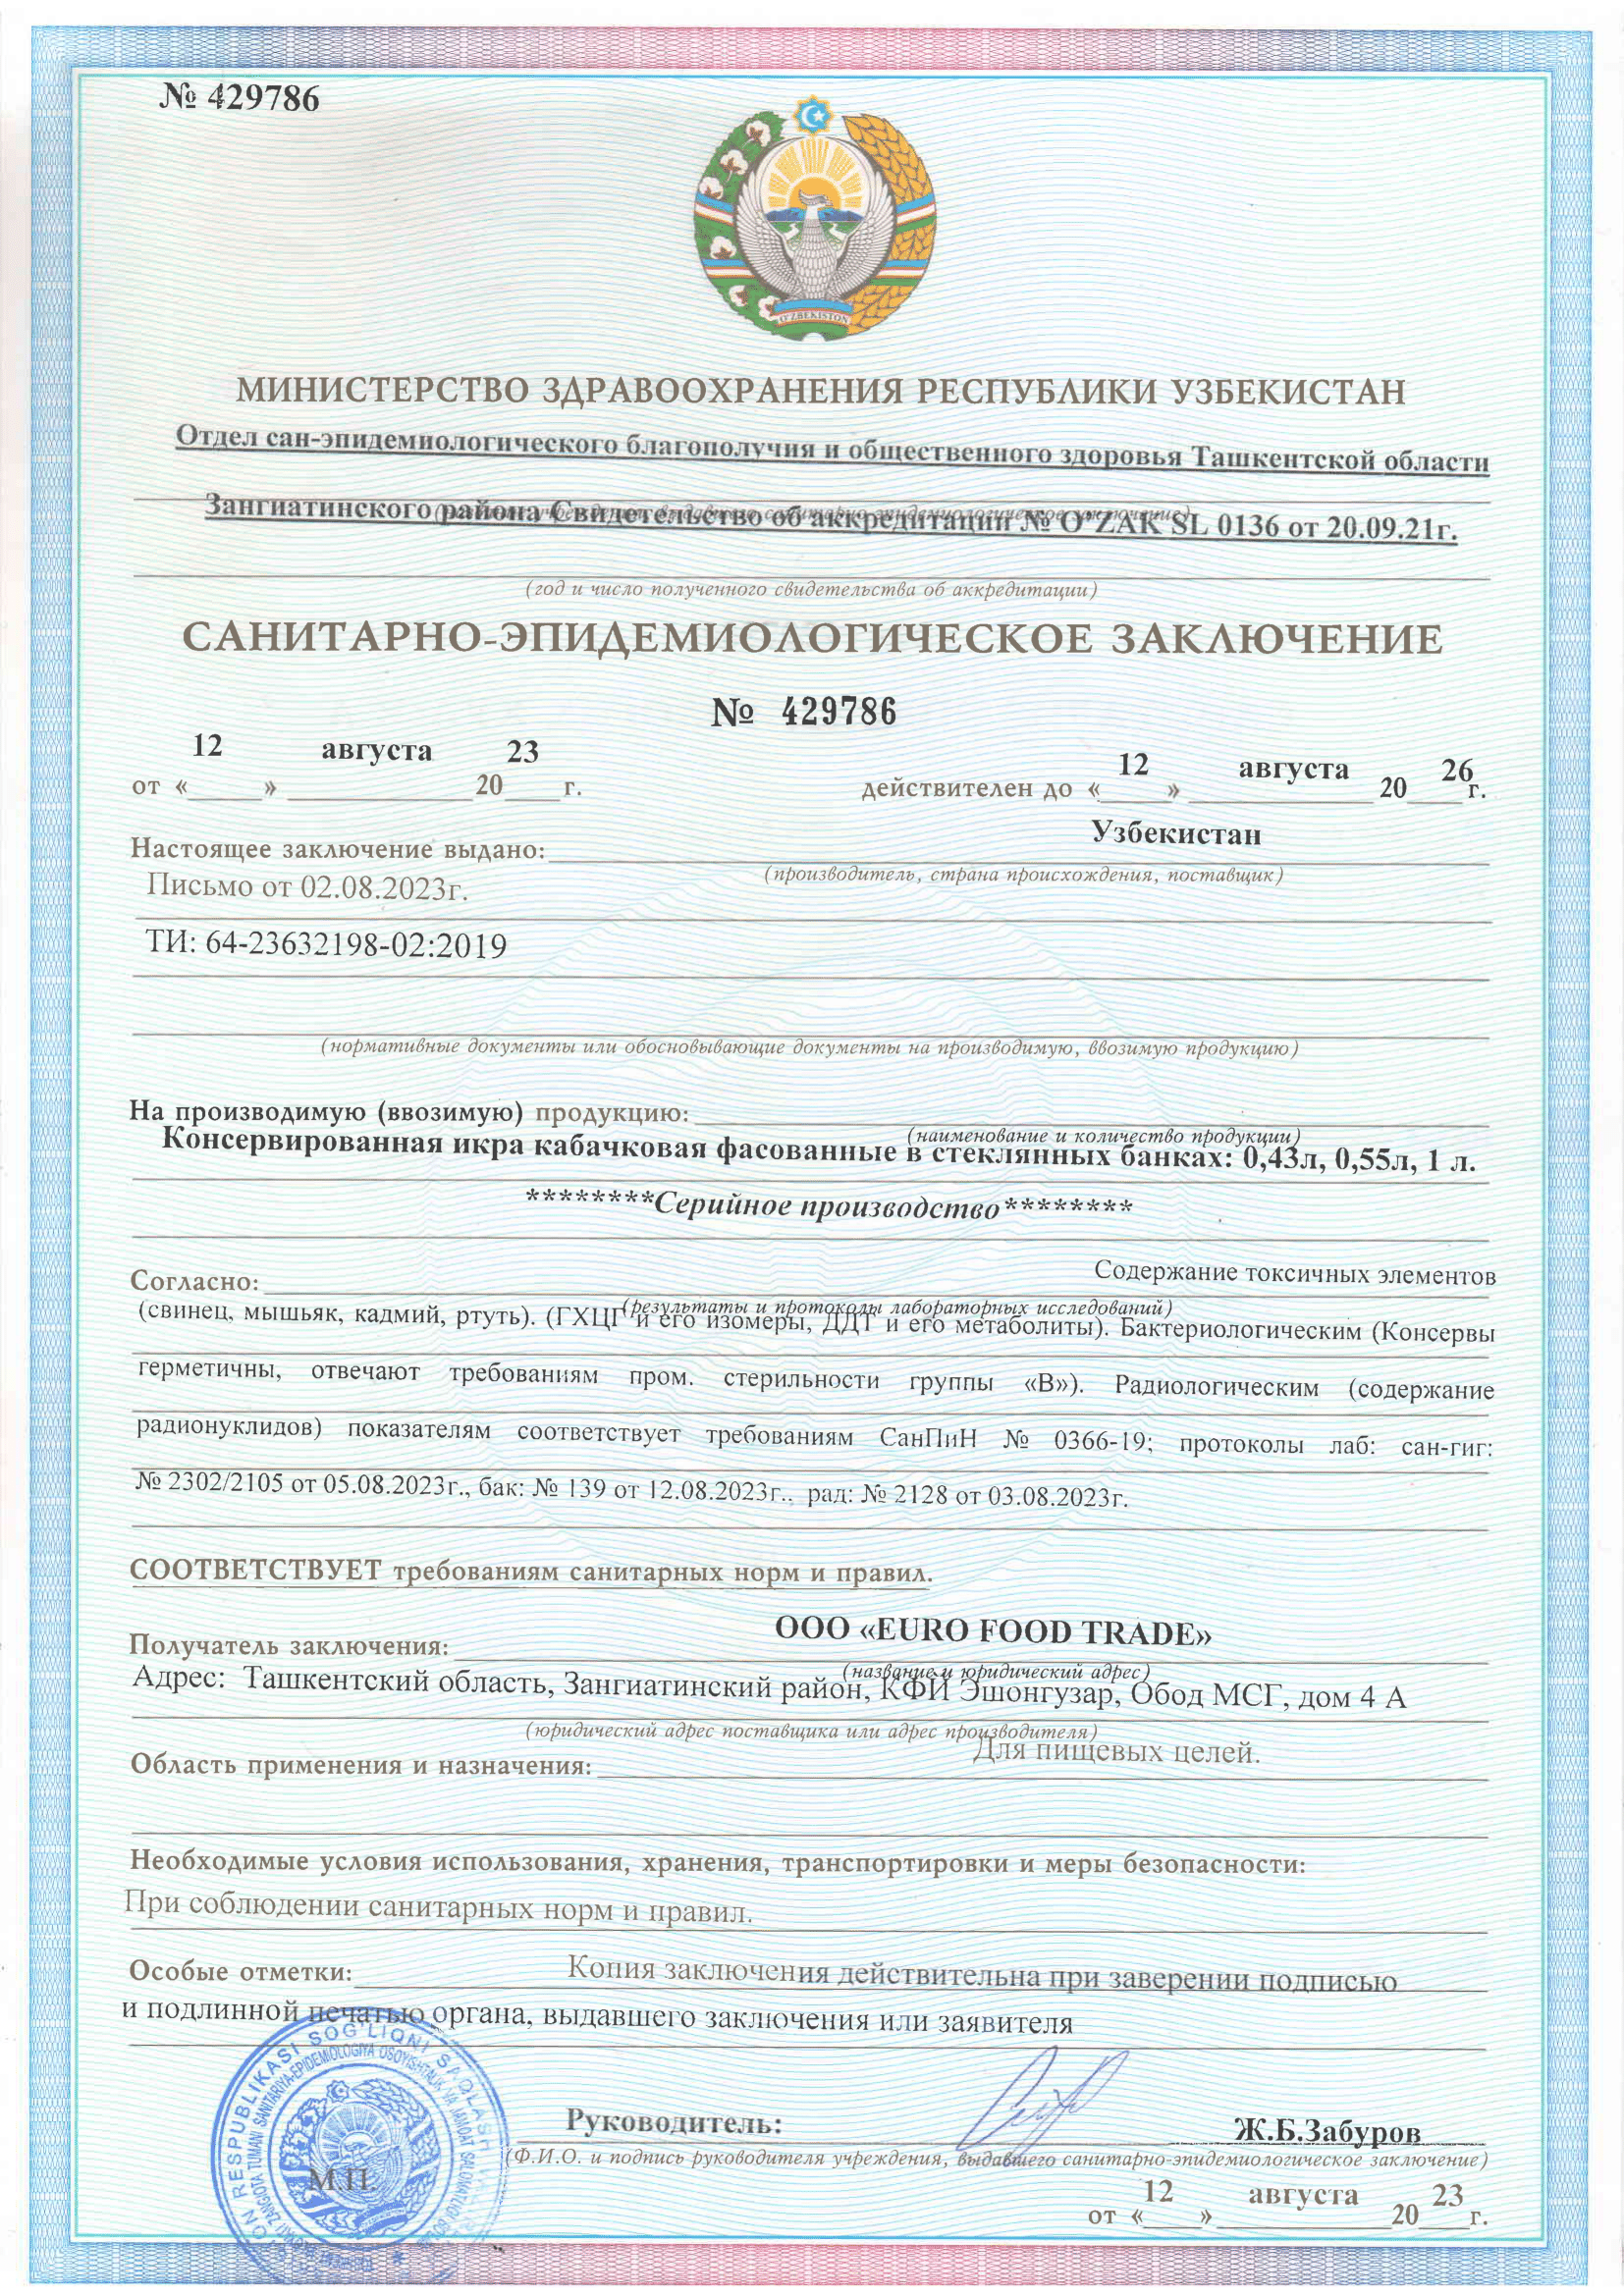 № 429786
O'ZBEKISTON
МИНИСТЕРСТВО ЗДРАВООХРАНЕНИЯ РЕСПУБЛИКИ УЗБЕКИСТАН
Отдел сан-эпидемиологического благополучия и общественного здоровья Ташкентской области
Зангиатинского района Свидетельство об аккредитации № O'ZAK SL 0136 от 20.09.21г.
(год и число полученного свидетельства об аккредитации)
САНИТАРНО-ЭПИДЕМИОЛОГИЧЕСКОЕ ЗАКЛЮЧЕНИЕ
№ 429786
от «12» августа 2023 г. действителен до «12» августа 2026 г.
Настоящее заключение выдано: Узбекистан
(производитель, страна происхождения, поставщик)
Письмо от 02.08.2023г.
ТИ: 64-23632198-02:2019
(нормативные документы или обосновывающие документы на производимую, ввозимую продукцию)
На производимую (ввозимую) продукцию:
(наименование и количество продукции)
Консервированная икра кабачковая фасованные в стеклянных банках: 0,43л, 0,55л, 1 л.
********Серийное производство********
Согласно: Содержание токсичных элементов
(результаты и протоколы лабораторных исследований)
(свинец, мышьяк, кадмий, ртуть). (ГХЦГ и его изомеры, ДДТ и его метаболиты). Бактериологическим (Консервы
герметичны, отвечают требованиям пром. стерильности группы «В»). Радиологическим (содержание
радионуклидов) показателям соответствует требованиям СанПиН № 0366-19; протоколы лаб: сан-гиг:
№ 2302/2105 от 05.08.2023г., бак: № 139 от 12.08.2023г., рад: № 2128 от 03.08.2023г.
СООТВЕТСТВУЕТ требованиям санитарных норм и правил.
Получатель заключения: ООО «EURO FOOD TRADE»
(название и юридический адрес)
Адрес: Ташкентский область, Зангиатинский район, КФЙ Эшонгузар, Обод МСГ, дом 4 А
(юридический адрес поставщика или адрес производителя)
Область применения и назначения: Для пищевых целей.
Необходимые условия использования, хранения, транспортировки и меры безопасности:
При соблюдении санитарных норм и правил.
Особые отметки: Копия заключения действительна при заверении подписью
и подлинной печатью органа, выдавшего заключения или заявителя
RESPUBLIKASI SOG'LIQNI SAQLASH
TUMANI SANITARIYA-EPIDEMIOLOGIYA OSOYISHTALIK VA JAMOAT SALOMATLIGI
М.П.
Руководитель: Ж.Б.Забуров
(Ф.И.О. и подпись руководителя учреждения, выдавшего санитарно-эпидемиологическое заключение)
от «12» августа 2023 г.